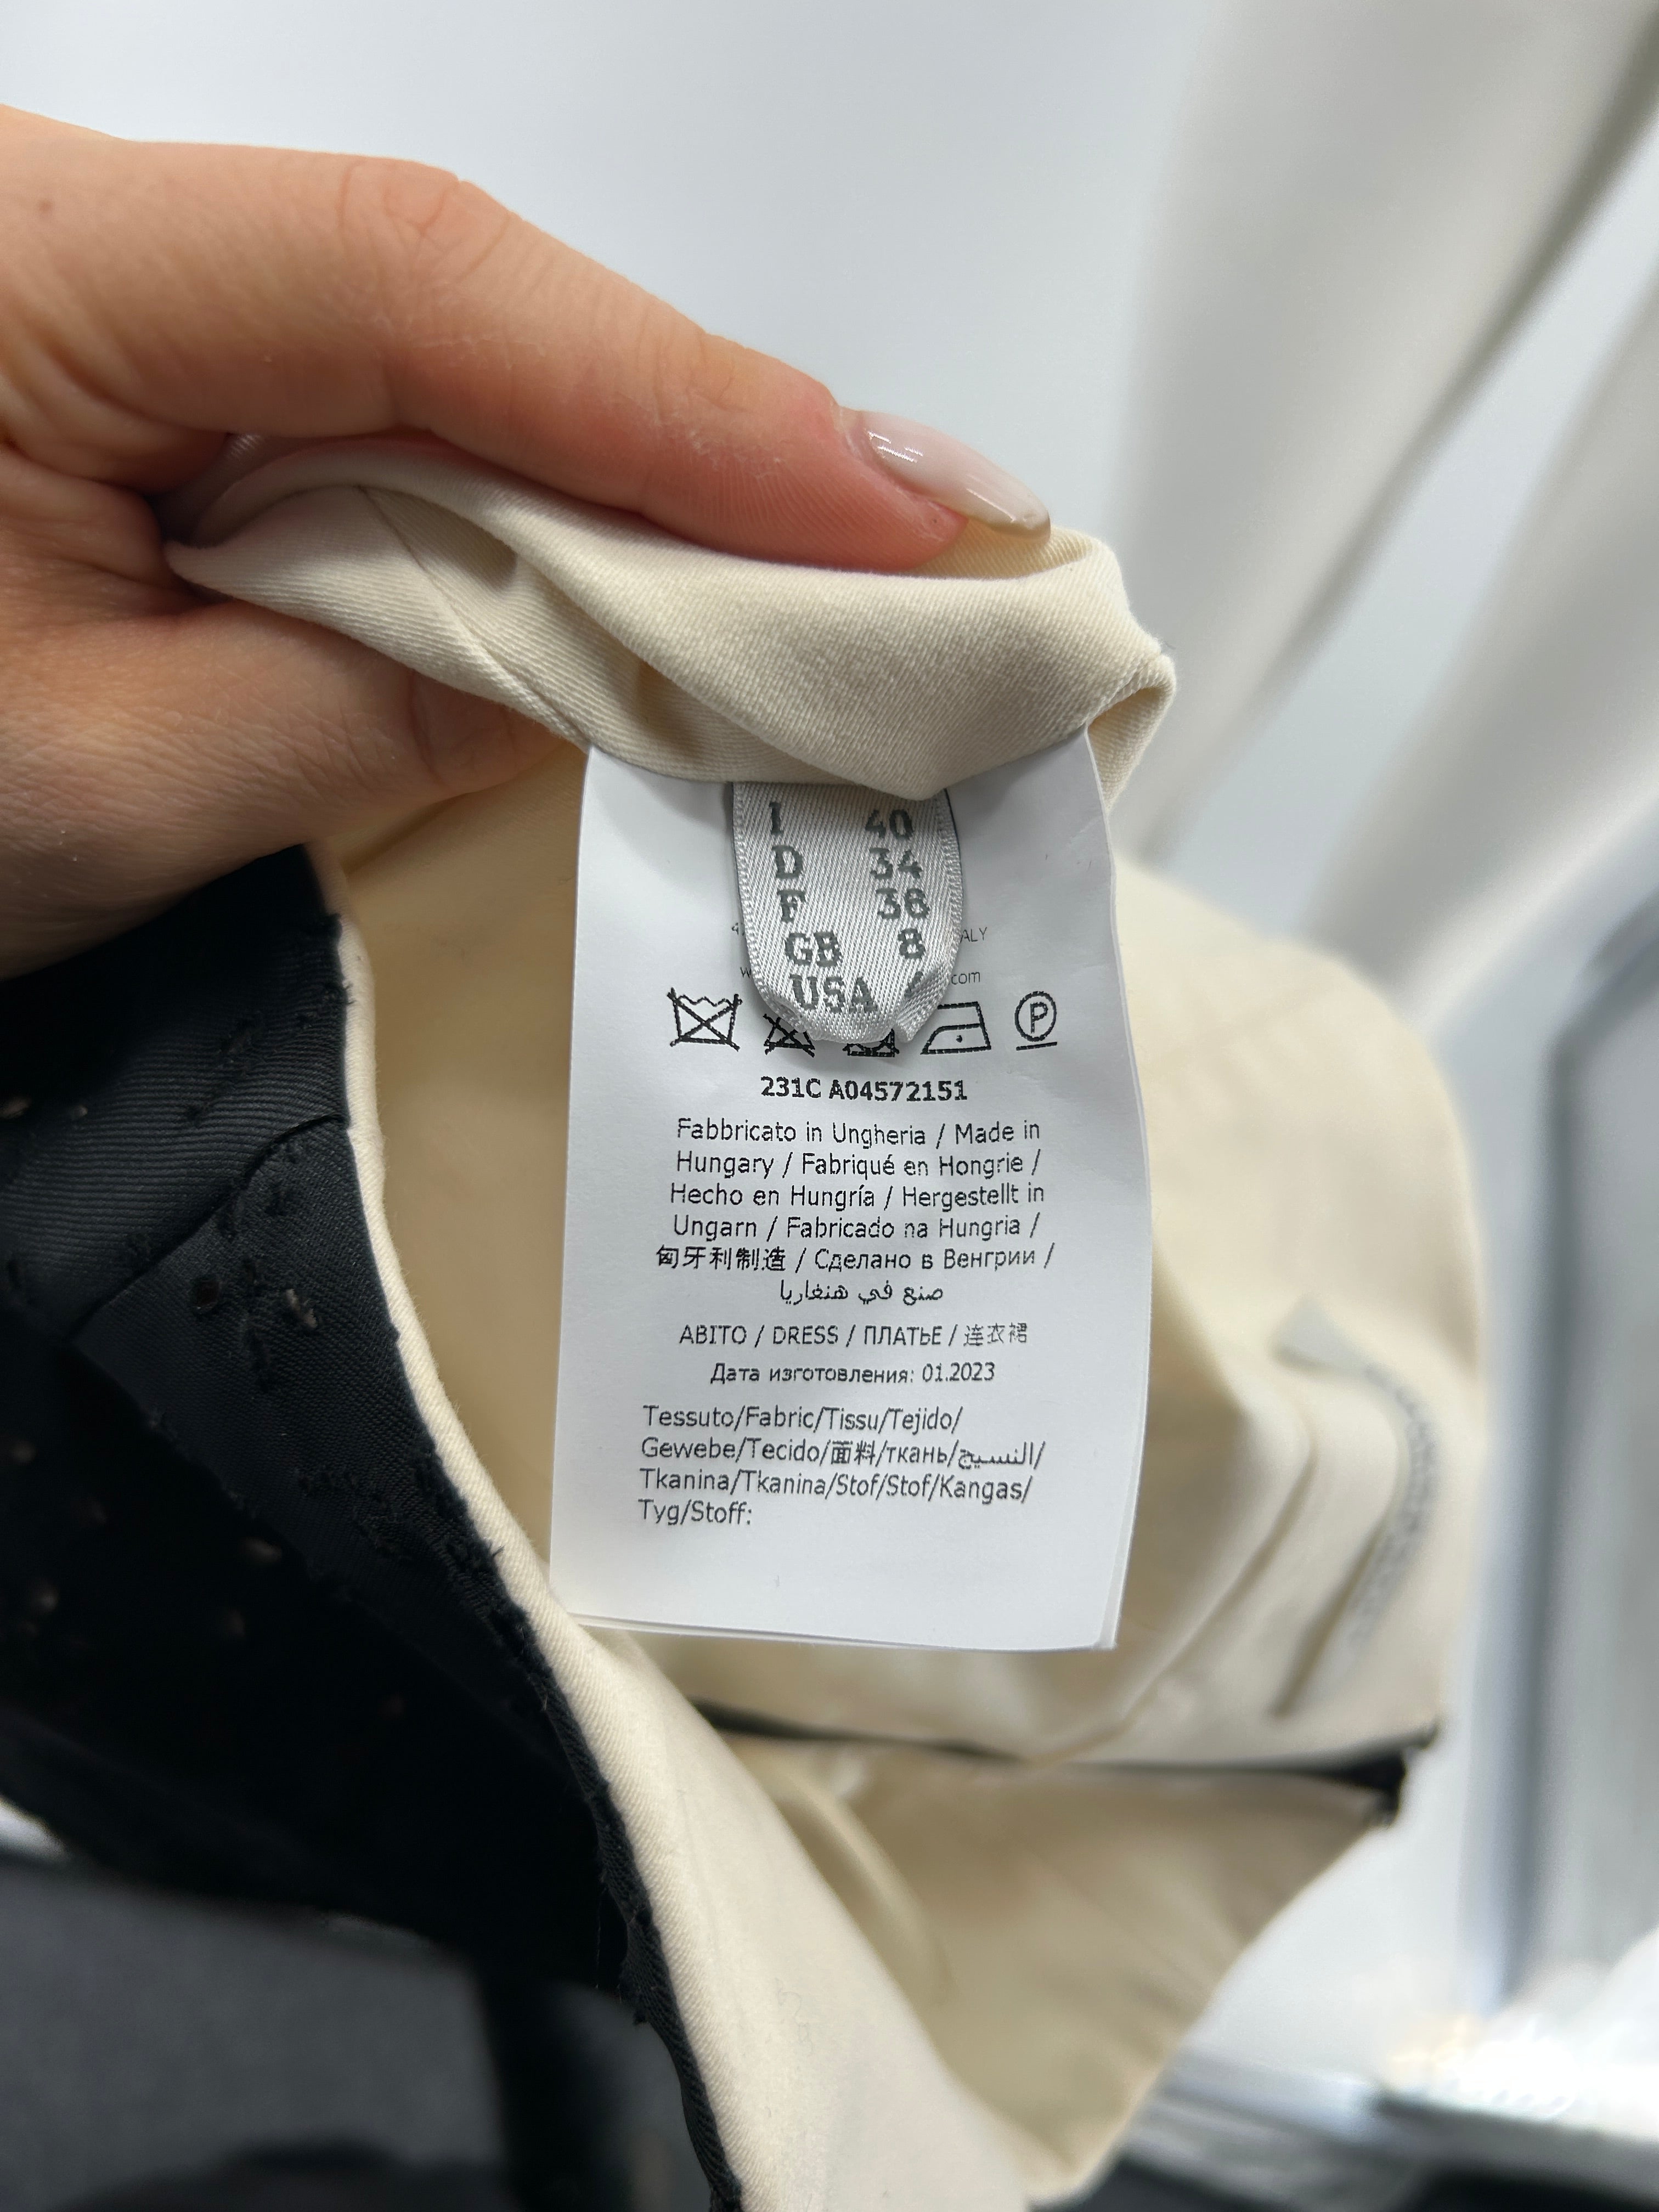 I 40
D 34
F 36
GB 8
USA
ALY
com
231C A04572151
Fabbricato in Ungheria / Made in
Hungary / Fabriqué en Hongrie /
Hecho en Hungría / Hergestellt in
Ungarn / Fabricado na Hungria /
匈牙利制造 / Сделано в Венгрии /
صنع في هنغاريا
ABITO / DRESS / ПЛАТЬЕ / 连衣裙
Дата изготовления: 01.2023
Tessuto/Fabric/Tissu/Tejido/
Gewebe/Tecido/面料/ткань/النسيج/
Tkanina/Tkanina/Stof/Stof/Kangas/
Tyg/Stoff: